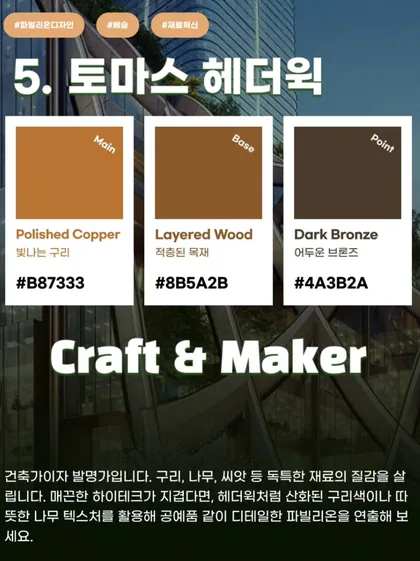 #파빌리온디자인 #베슬 #재료혁신
5. 토마스 헤더윅
Main
Base
Point
Polished Copper
빛나는 구리
#B87333
Layered Wood
적층된 목재
#8B5A2B
Dark Bronze
어두운 브론즈
#4A3B2A
Craft & Maker
건축가이자 발명가입니다. 구리, 나무, 씨앗 등 독특한 재료의 질감을 살
립니다. 매끈한 하이테크가 지겹다면, 헤더윅처럼 산화된 구리색이나 따
뜻한 나무 텍스처를 활용해 공예품 같이 디테일한 파빌리온을 연출해 보
세요.